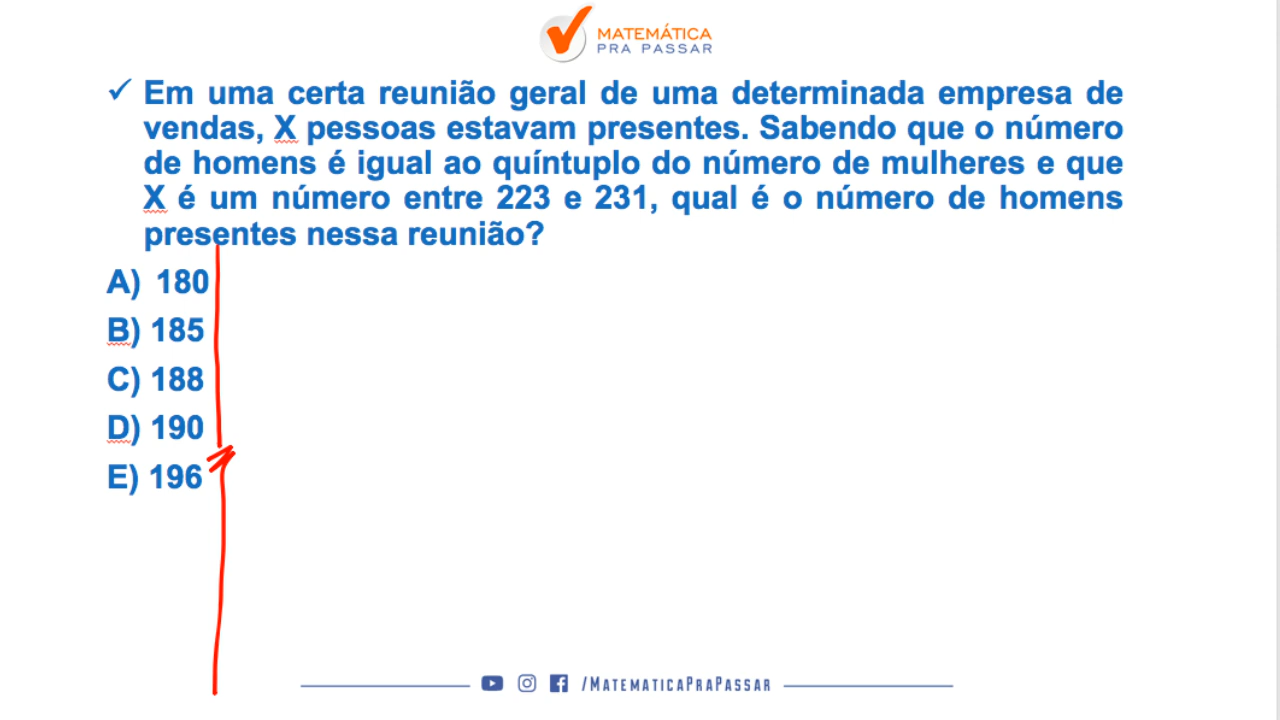 MATEMÁTICA
PRA PASSAR
✓ Em uma certa reunião geral de uma determinada empresa de
vendas, X pessoas estavam presentes. Sabendo que o número
de homens é igual ao quíntuplo do número de mulheres e que
X é um número entre 223 e 231, qual é o número de homens
presentes nessa reunião?
A) 180
B) 185
C) 188
D) 190
E) 196
/MATEMATICAPRAPASSAR